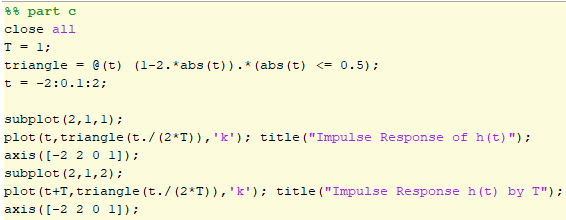 %% part c
close all
T = 1;
triangle = @(t) (1-2.*abs(t)).*(abs(t) <= 0.5);
t = -2:0.1:2;
subplot(2,1,1);
plot(t,triangle(t./(2*T)),'k'); title("Impulse Response of h(t)");
axis([-2 2 0 1]);
subplot(2,1,2);
plot(t+T,triangle(t./(2*T)),'k'); title("Impulse Response h(t) by T");
axis([-2 2 0 1]);